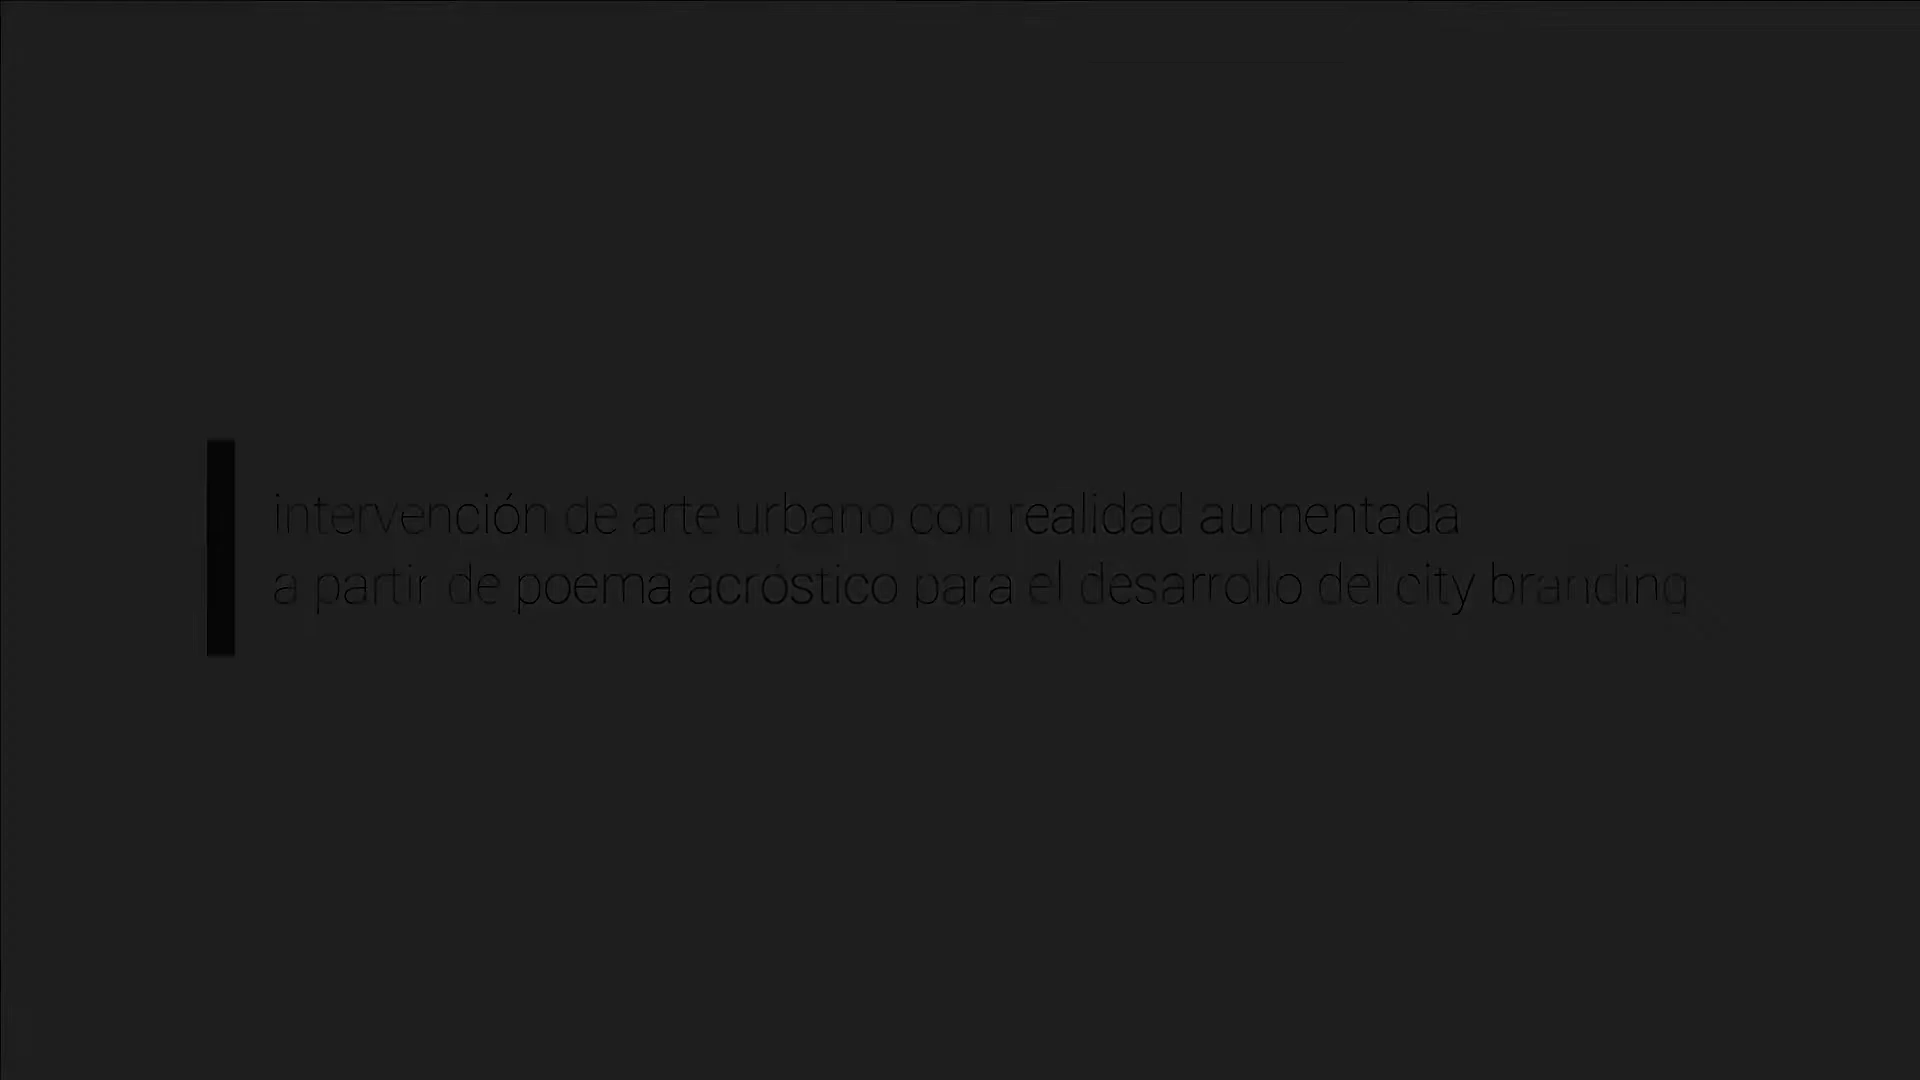 intervención de arte urbano con realidad aumentada
a partir de poema acróstico para el desarrollo del city branding